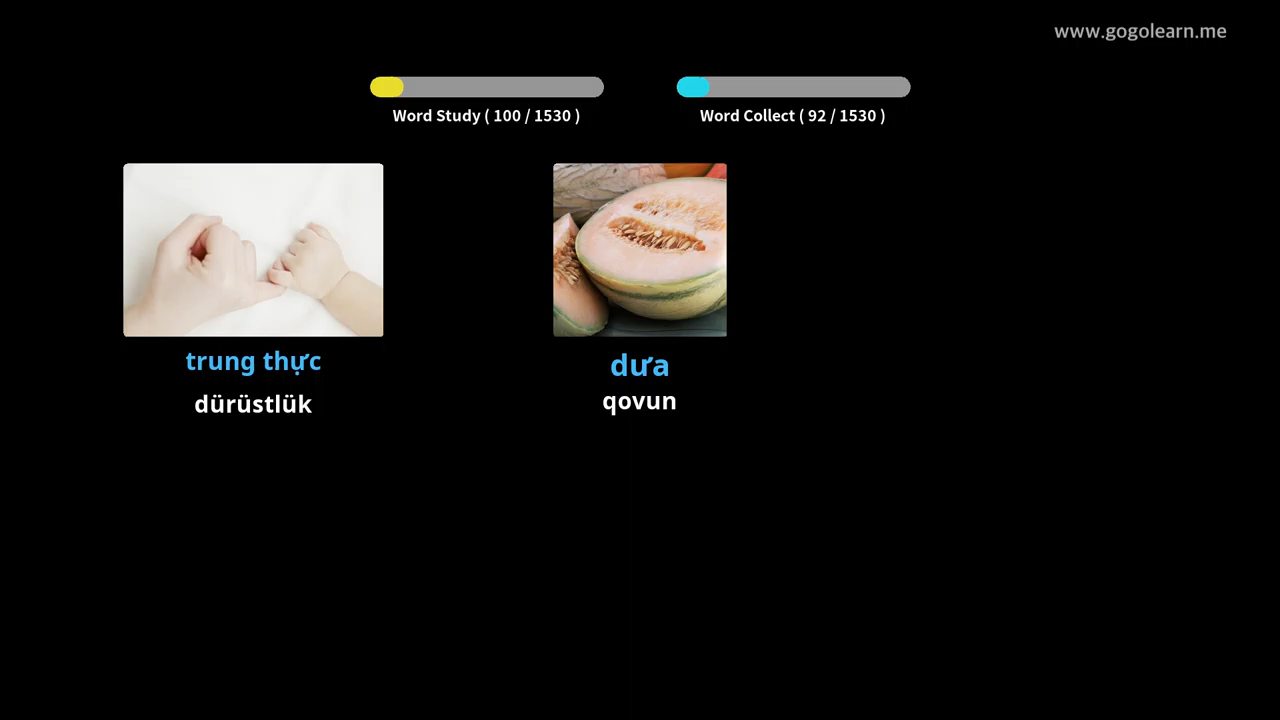 www.gogolearn.me
Word Study ( 100 / 1530 )
Word Collect ( 92 / 1530 )
trung thực
dürüstlük
dưa
qovun